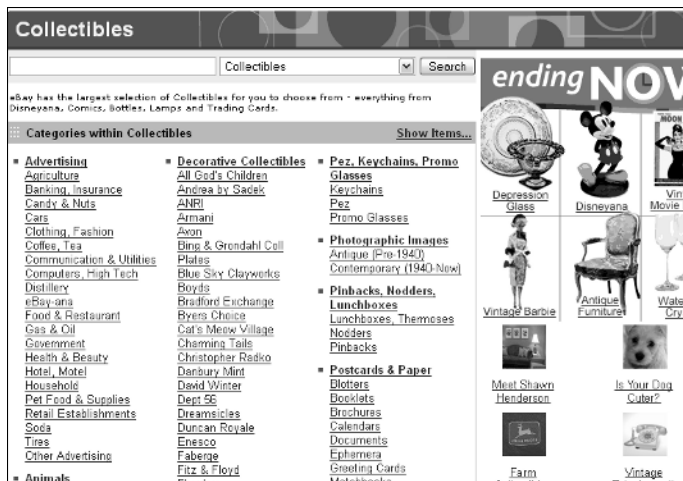 Collectibles
Collectibles
Search
eBay has the largest selection of Collectibles for you to choose from - everything from
Disneyana, Comics, Bottles, Lamps and Trading Cards.
Categories within Collectibles
Show Items...
Advertising
Agriculture
Banking, Insurance
Candy & Nuts
Cars
Clothing, Fashion
Coffee, Tea
Communication & Utilities
Computers, High Tech
Distillery
eBay-ana
Food & Restaurant
Gas & Oil
Government
Health & Beauty
Hotel, Motel
Household
Pet Food & Supplies
Retail Establishments
Soda
Tires
Other Advertising
Animals
Decorative Collectibles
All God's Children
Andrea by Sadek
ANRI
Armani
Avon
Bing & Grondahl Coll
Plates
Blue Sky Clayworks
Boyds
Bradford Exchange
Byers Choice
Cat's Meow Village
Charming Tails
Christopher Radko
Danbury Mint
David Winter
Dept 56
Dreamsicles
Duncan Royale
Enesco
Faberge
Fitz & Floyd
Pez, Keychains, Promo
Glasses
Keychains
Pez
Promo Glasses
Photographic Images
Antique (Pre-1940)
Contemporary (1940-Now)
Pinbacks, Nodders,
Lunchboxes
Lunchboxes, Thermoses
Nodders
Pinbacks
Postcards & Paper
Blotters
Booklets
Brochures
Calendars
Documents
Ephemera
Greeting Cards
ending NOW
MOON
Depression
Glass
Disneyana
Vin
Movie
Vintage Barbie
Antique
Furniture
Wate
Cry
Meet Shawn
Henderson
Is Your Dog
Cuter?
Farm
Vintage